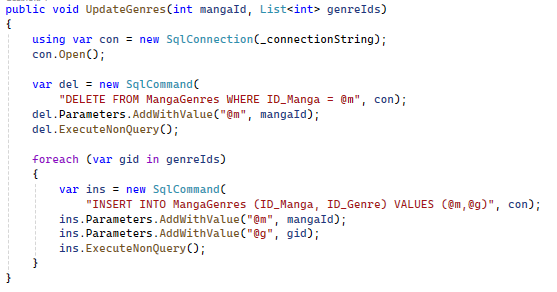 public void UpdateGenres(int mangaId, List<int> genreIds)
{
using var con = new SqlConnection(_connectionString);
con.Open();
var del = new SqlCommand(
"DELETE FROM MangaGenres WHERE ID_Manga = @m", con);
del.Parameters.AddWithValue("@m", mangaId);
del.ExecuteNonQuery();
foreach (var gid in genreIds)
{
var ins = new SqlCommand(
"INSERT INTO MangaGenres (ID_Manga, ID_Genre) VALUES (@m,@g)", con);
ins.Parameters.AddWithValue("@m", mangaId);
ins.Parameters.AddWithValue("@g", gid);
ins.ExecuteNonQuery();
}
}